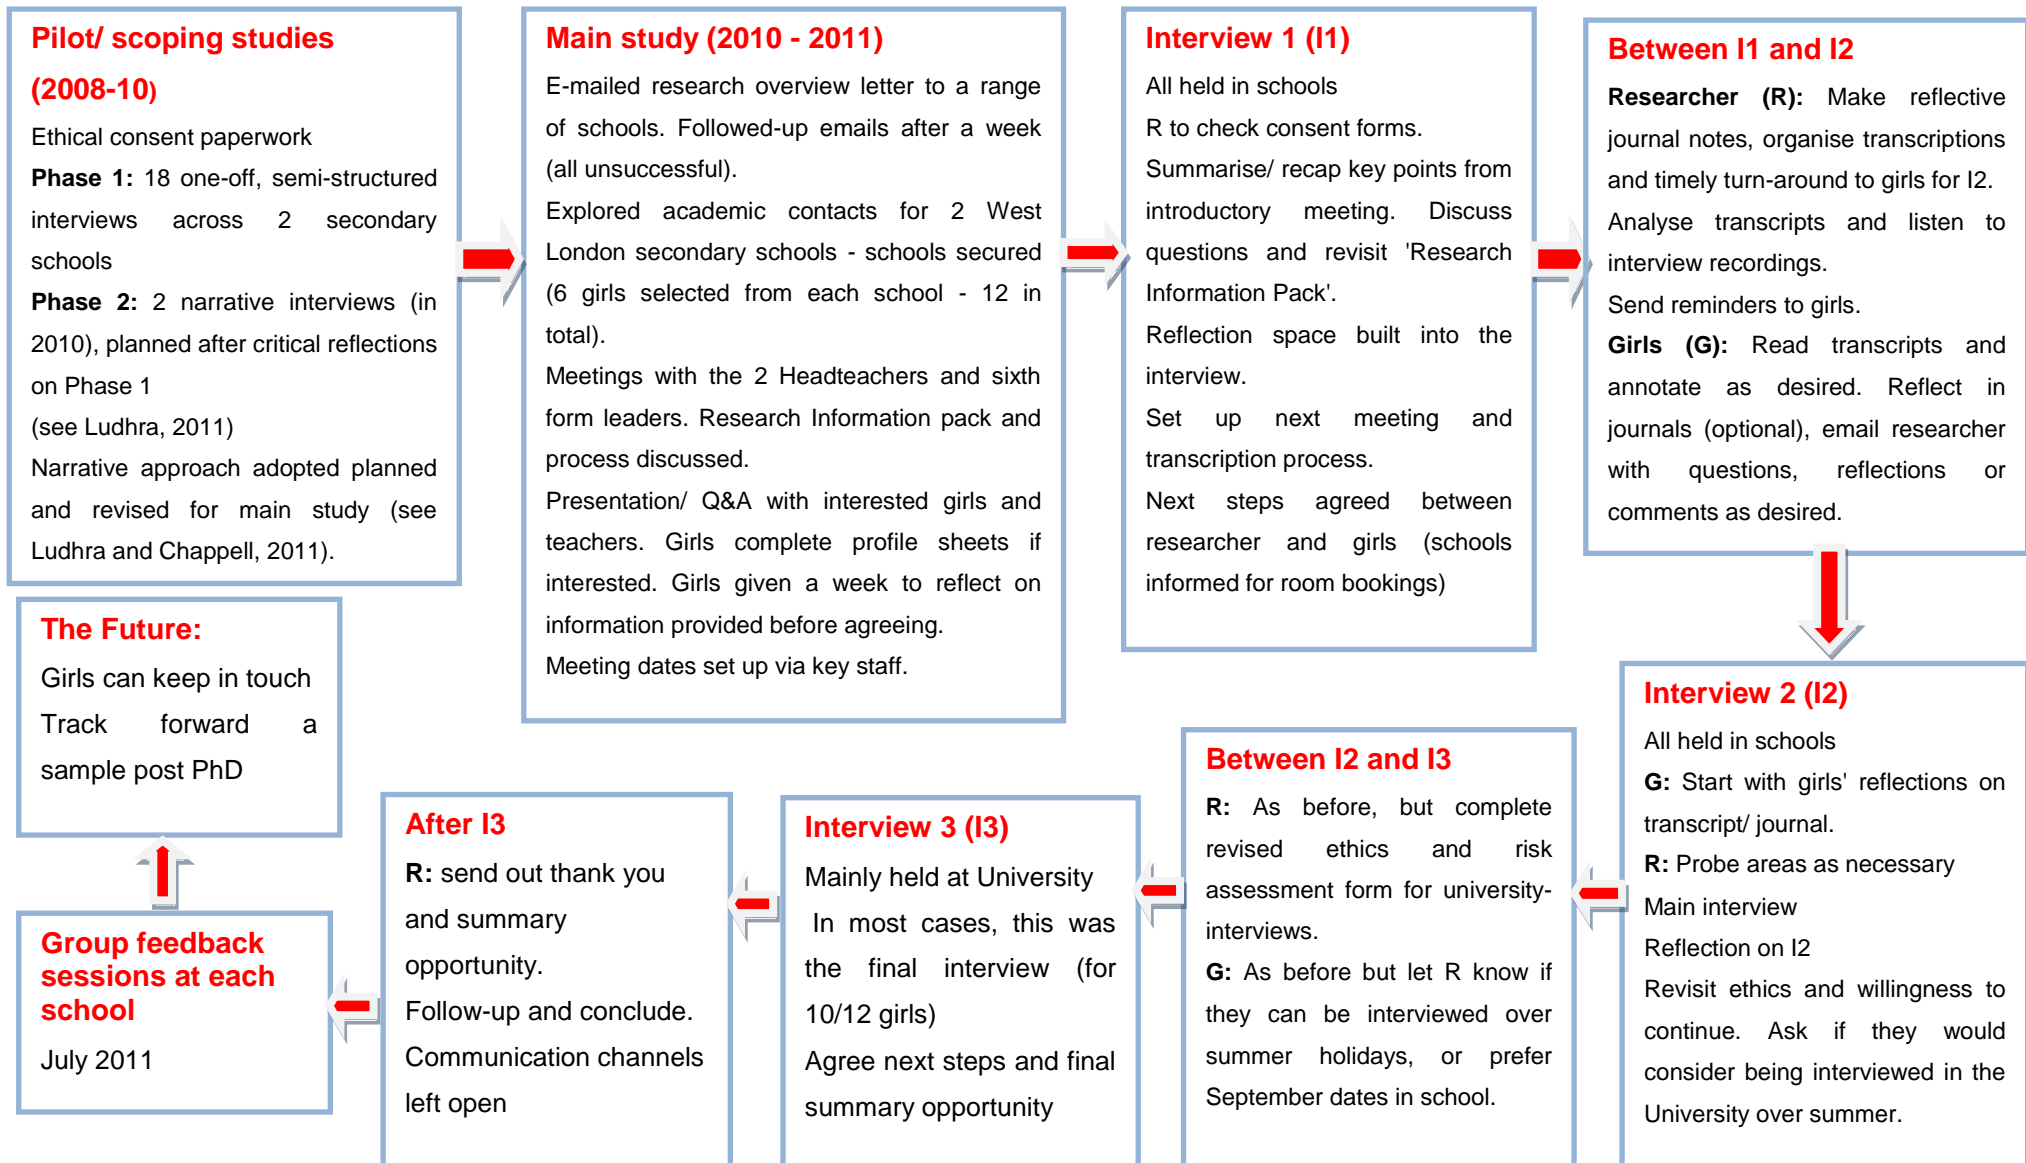 Pilot/ scoping studies
(2008-10)
Ethical consent paperwork
Phase 1: 18 one-off, semi-structured
interviews across 2 secondary
schools
Phase 2: 2 narrative interviews (in
2010), planned after critical reflections
on Phase 1
(see Ludhra, 2011)
Narrative approach adopted planned
and revised for main study (see
Ludhra and Chappell, 2011).
Main study (2010 - 2011)
E-mailed research overview letter to a range
of schools. Followed-up emails after a week
(all unsuccessful).
Explored academic contacts for 2 West
London secondary schools - schools secured
(6 girls selected from each school - 12 in
total).
Meetings with the 2 Headteachers and sixth
form leaders. Research Information pack and
process discussed.
Presentation/ Q&A with interested girls and
teachers. Girls complete profile sheets if
interested. Girls given a week to reflect on
information provided before agreeing.
Meeting dates set up via key staff.
Interview 1 (I1)
All held in schools
R to check consent forms.
Summarise/ recap key points from
introductory meeting. Discuss
questions and revisit 'Research
Information Pack'.
Reflection space built into the
interview.
Set up next meeting and
transcription process.
Next steps agreed between
researcher and girls (schools
informed for room bookings)
Between I1 and I2
Researcher (R): Make reflective
journal notes, organise transcriptions
and timely turn-around to girls for I2.
Analyse transcripts and listen to
interview recordings.
Send reminders to girls.
Girls (G): Read transcripts and
annotate as desired. Reflect in
journals (optional), email researcher
with questions, reflections or
comments as desired.
Interview 2 (I2)
All held in schools
G: Start with girls' reflections on
transcript/ journal.
R: Probe areas as necessary
Main interview
Reflection on I2
Revisit ethics and willingness to
continue. Ask if they would
consider being interviewed in the
University over summer.
Between I2 and I3
R: As before, but complete
revised ethics and risk
assessment form for university-
interviews.
G: As before but let R know if
they can be interviewed over
summer holidays, or prefer
September dates in school.
Interview 3 (I3)
Mainly held at University
In most cases, this was
the final interview (for
10/12 girls)
Agree next steps and final
summary opportunity
After I3
R: send out thank you
and summary
opportunity.
Follow-up and conclude.
Communication channels
left open
Group feedback
sessions at each
school
July 2011
The Future:
Girls can keep in touch
Track forward a
sample post PhD